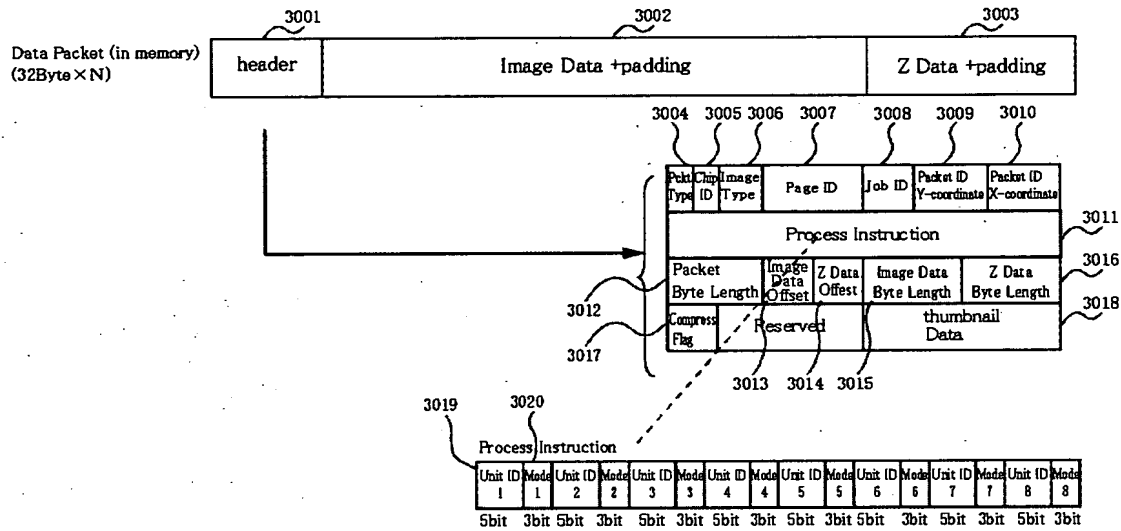 3001 3002 3003
Data Packet (in memory)
(32Byte×N)
header Image Data +padding Z Data +padding
3004 3005 3006 3007 3008 3009 3010
Pckt Type Chip ID Image Type Page ID Job ID Packet ID Y-coordinate Packet ID X-coordinate
Process Instruction 3011
Packet Byte Length Image Data Offset Z Data Offest Image Data Byte Length Z Data Byte Length 3016
3012
Compress Flag Reserved thumbnail Data 3018
3017
3013 3014 3015
3019 3020
Process Instruction
Unit ID 1 Mode 1 Unit ID 2 Mode 2 Unit ID 3 Mode 3 Unit ID 4 Mode 4 Unit ID 5 Mode 5 Unit ID 6 Mode 6 Unit ID 7 Mode 7 Unit ID 8 Mode 8
5bit 3bit 5bit 3bit 5bit 3bit 5bit 3bit 5bit 3bit 5bit 3bit 5bit 3bit 5bit 3bit